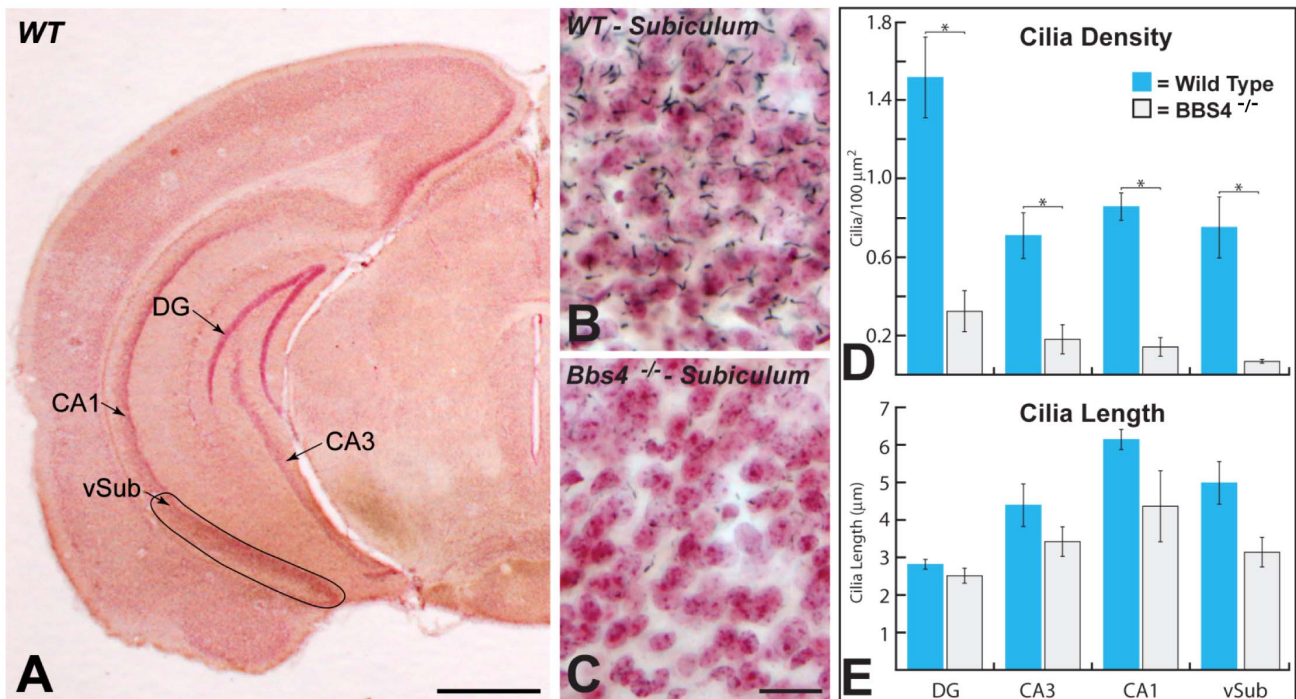 WT
DG
CA1
CA3
vSub
A
WT - Subiculum
B
Bbs4 -/- - Subiculum
C
Cilia Density
= Wild Type
= BBS4 -/-
Cilia/100 µm2
1.8
1.4
1.0
0.6
0.2
*
*
*
*
D
Cilia Length
Cilia Length (µm)
7
6
5
4
3
2
1
E
DG CA3 CA1 vSub